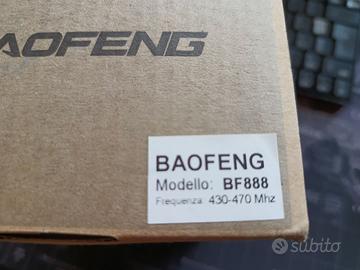 BAOFENG
BAOFENG
Modello: BF888
Frequenza: 430-470 Mhz
subito